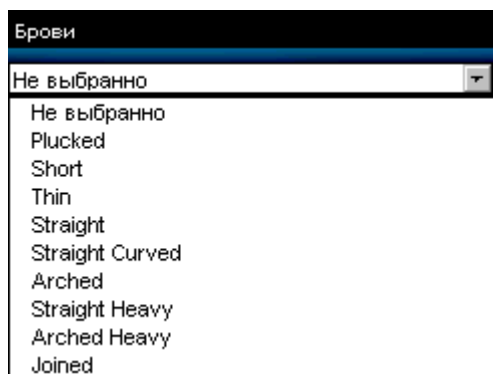 Брови
Не выбранно
Не выбранно
Plucked
Short
Thin
Straight
Straight Curved
Arched
Straight Heavy
Arched Heavy
Joined